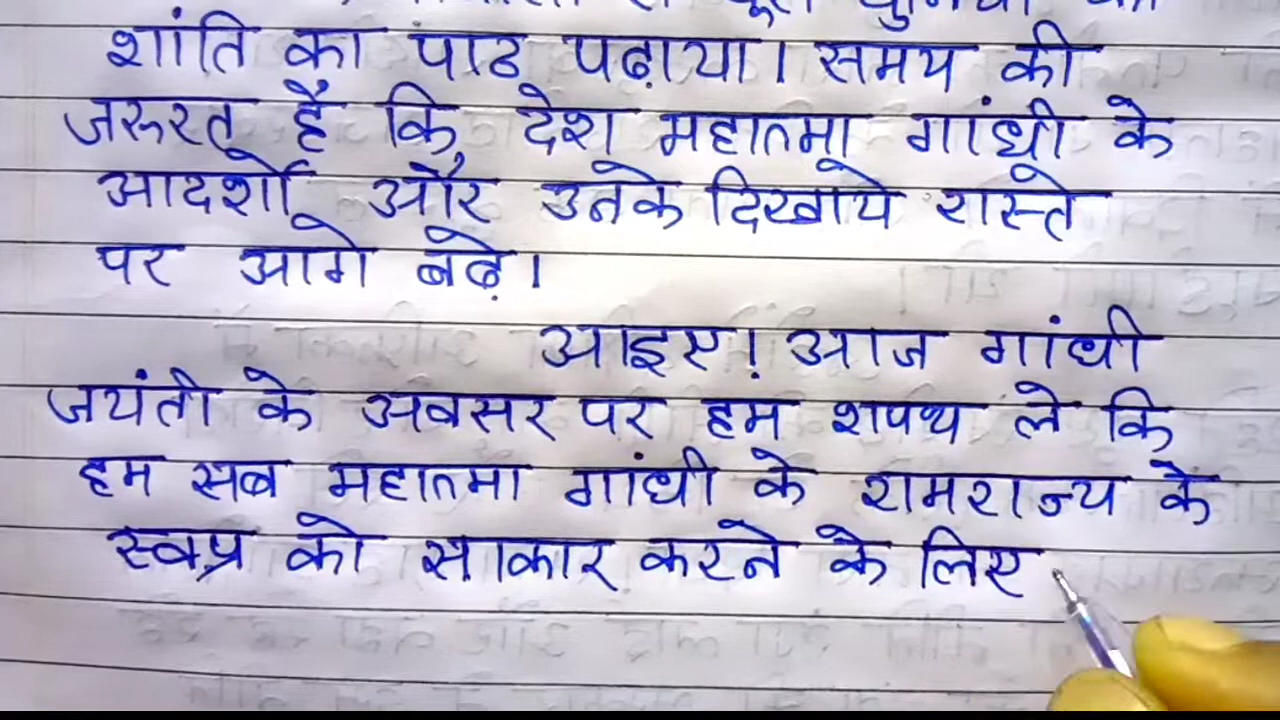 शांति का पाठ पढ़ाया। समय की
जरूरत है कि देश महात्मा गांधी के
आदर्शों और उनके दिखाये रास्ते
पर आगे बढ़े।
आइए! आज गांधी
जयंती के अवसर पर हम शपथ ले कि
हम सब महात्मा गांधी के रामराज्य के
स्वप्न को साकार करने के लिए